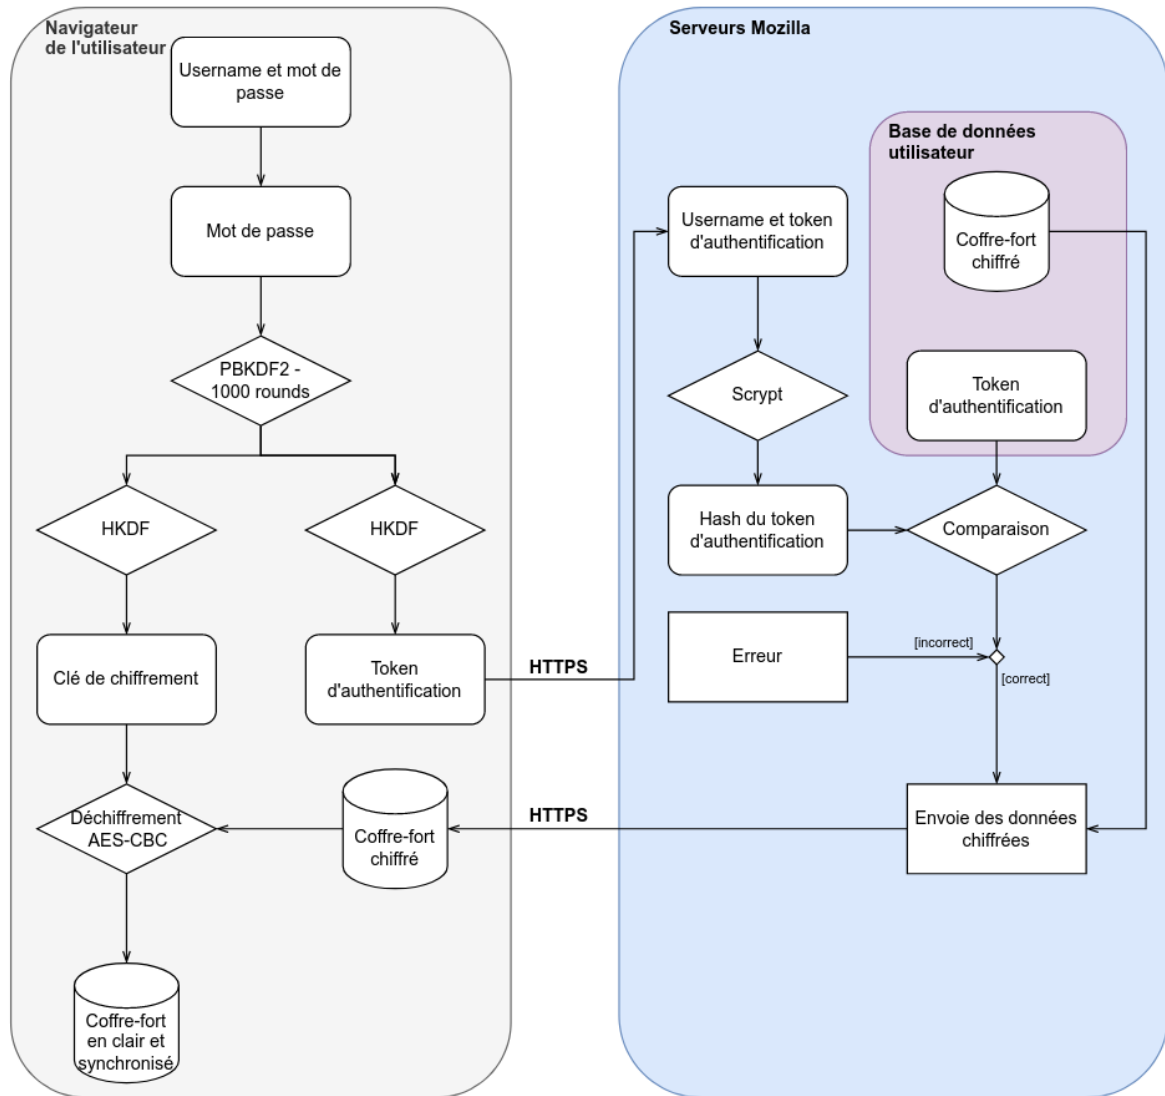 Navigateur
de l'utilisateur
Username et mot de
passe
Mot de passe
PBKDF2 -
1000 rounds
HKDF
HKDF
Clé de chiffrement
Token
d'authentification
HTTPS
Déchiffrement
AES-CBC
Coffre-fort
chiffré
HTTPS
Coffre-fort
en clair et
synchronisé
Serveurs Mozilla
Base de données
utilisateur
Coffre-fort
chiffré
Username et token
d'authentification
Scrypt
Token
d'authentification
Hash du token
d'authentification
Comparaison
Erreur
[incorrect]
[correct]
Envoie des données
chiffrées